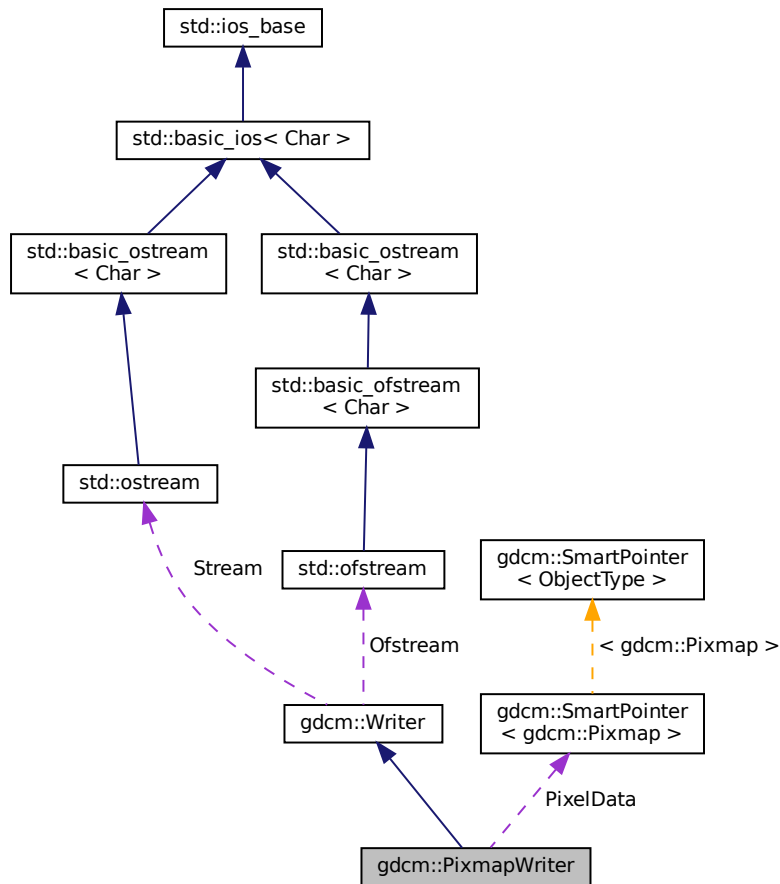 std::ios_base
std::basic_ios< Char >
std::basic_ostream
< Char >
std::basic_ostream
< Char >
std::basic_ofstream
< Char >
std::ostream
std::ofstream
gdcm::SmartPointer
< ObjectType >
Stream
Ofstream
< gdcm::Pixmap >
gdcm::Writer
gdcm::SmartPointer
< gdcm::Pixmap >
PixelData
gdcm::PixmapWriter